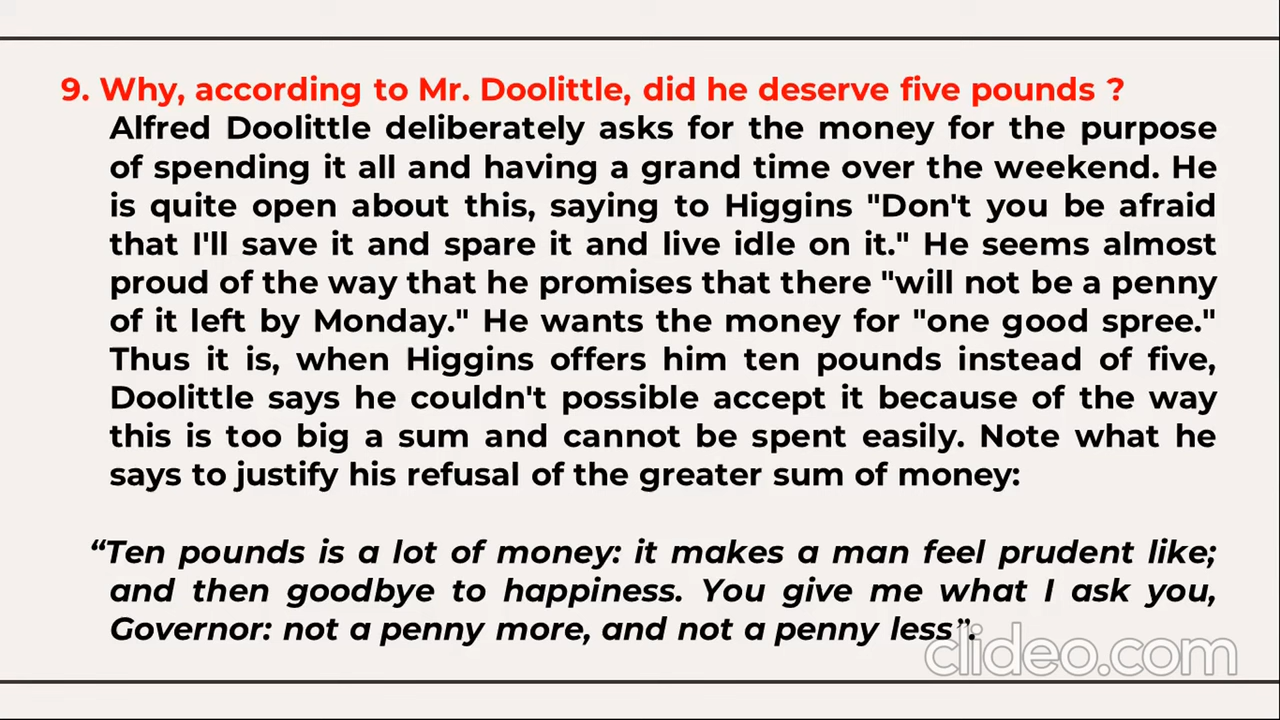 9. Why, according to Mr. Doolittle, did he deserve five pounds ?
Alfred Doolittle deliberately asks for the money for the purpose
of spending it all and having a grand time over the weekend. He
is quite open about this, saying to Higgins "Don't you be afraid
that I'll save it and spare it and live idle on it." He seems almost
proud of the way that he promises that there "will not be a penny
of it left by Monday." He wants the money for "one good spree."
Thus it is, when Higgins offers him ten pounds instead of five,
Doolittle says he couldn't possible accept it because of the way
this is too big a sum and cannot be spent easily. Note what he
says to justify his refusal of the greater sum of money:
“Ten pounds is a lot of money: it makes a man feel prudent like;
and then goodbye to happiness. You give me what I ask you,
Governor: not a penny more, and not a penny less”.
clideo.com